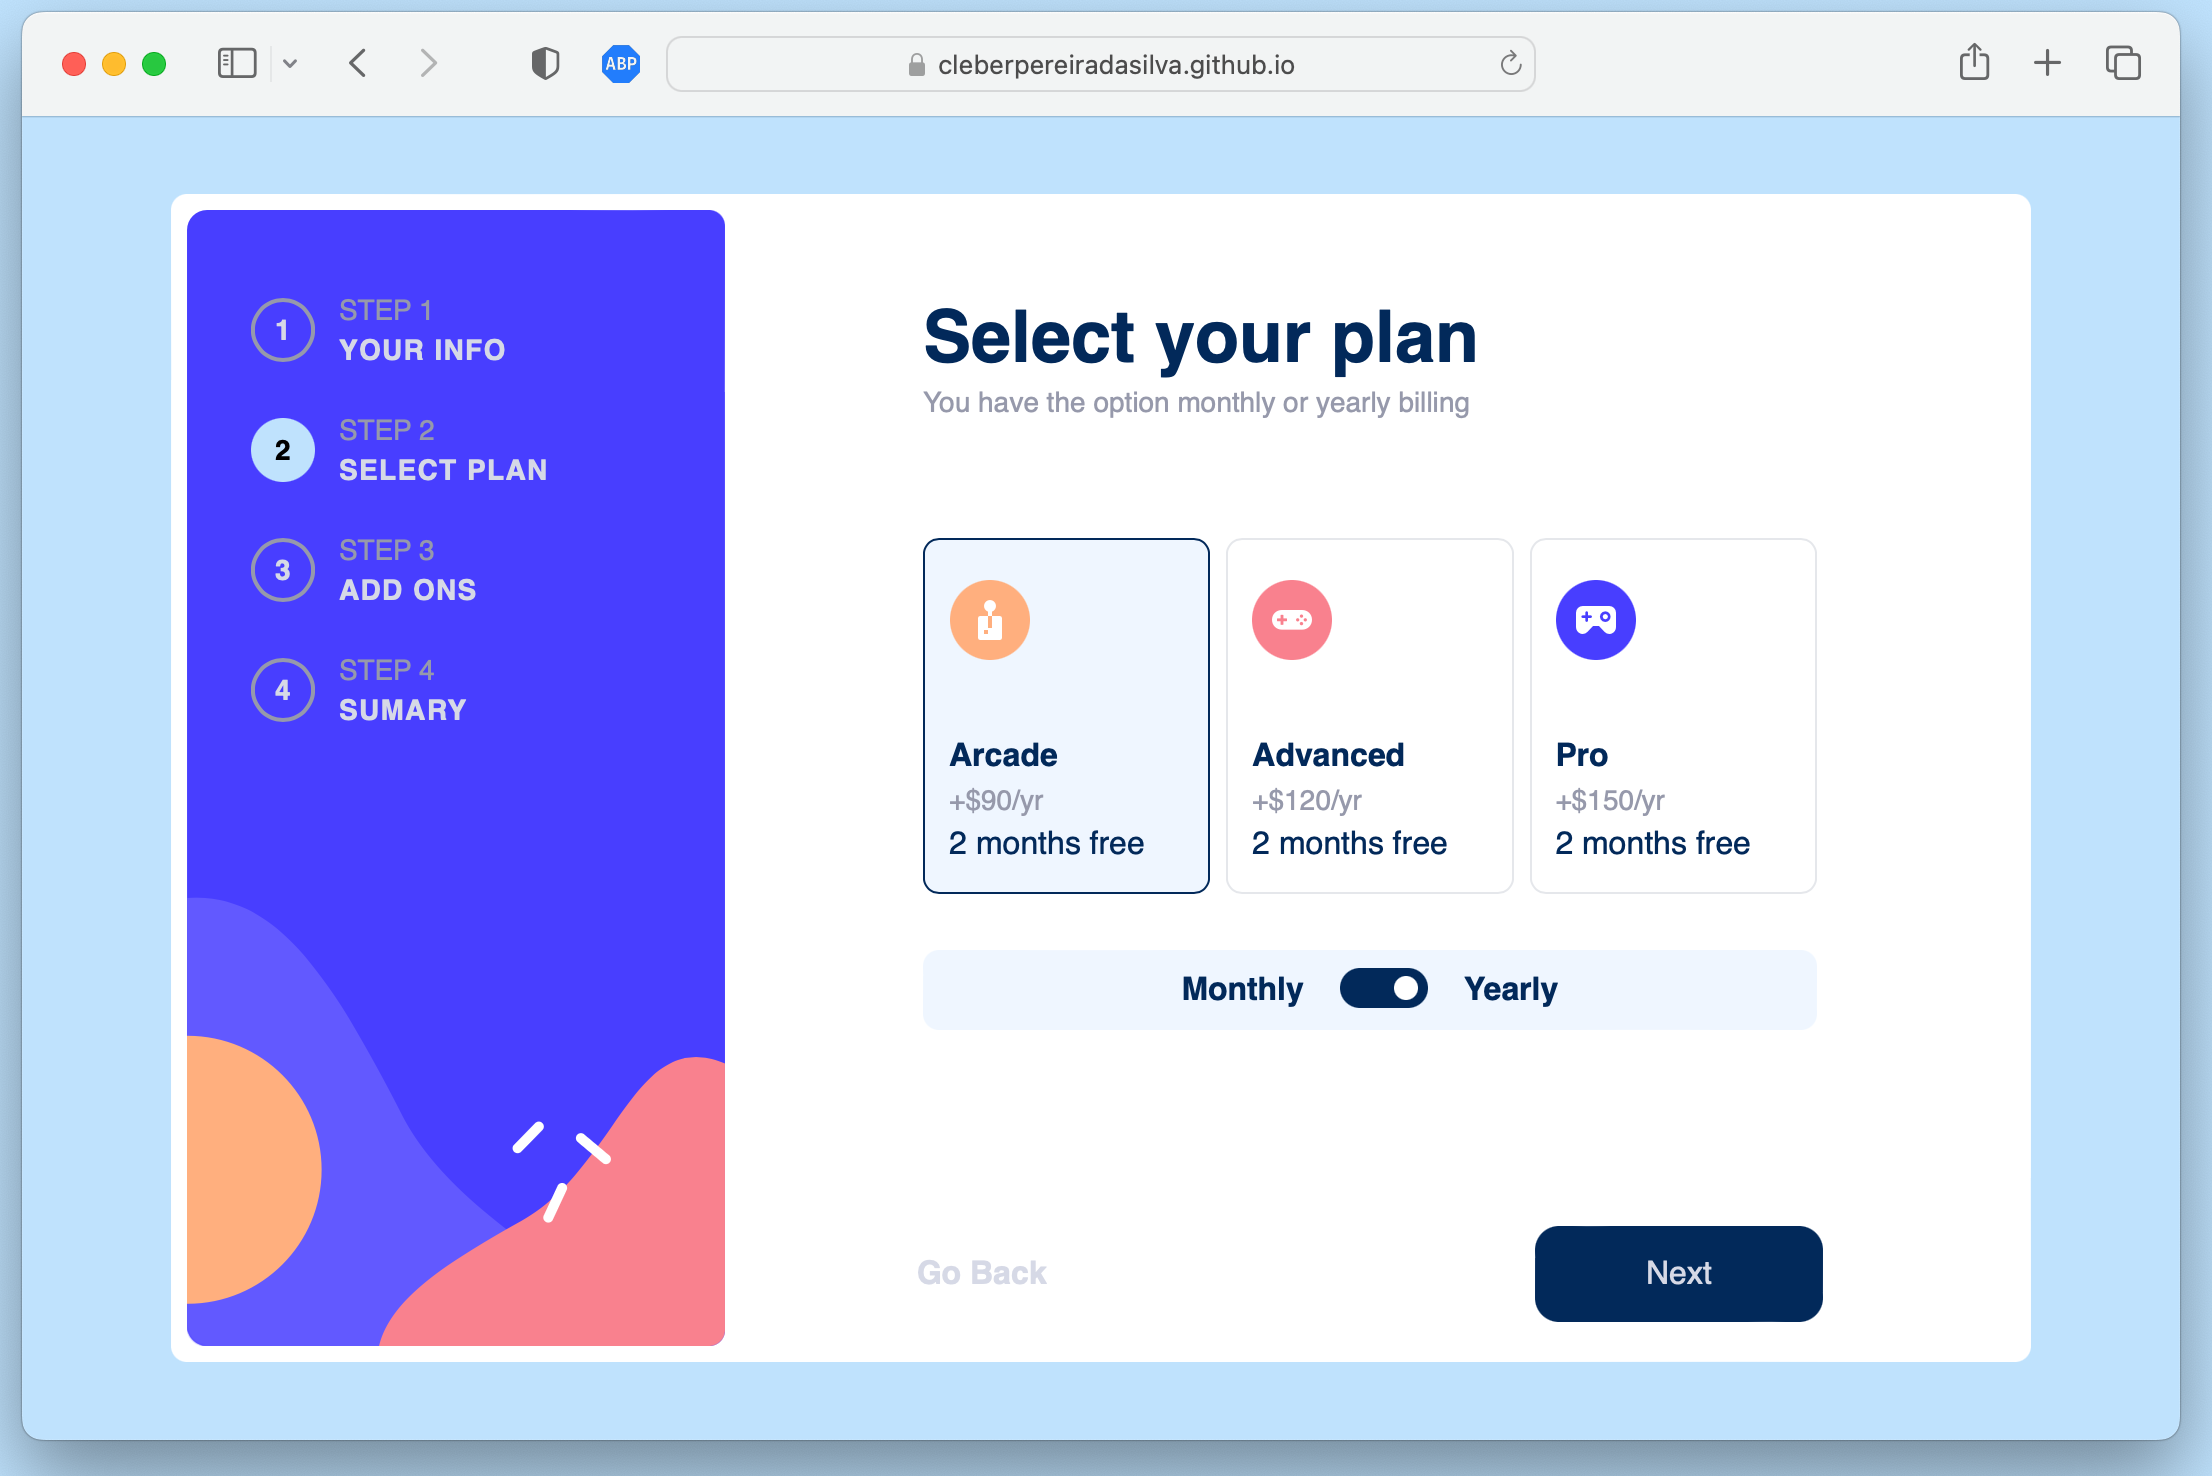 ABP
cleberpereiradasilva.github.io
1
STEP 1
YOUR INFO
2
STEP 2
SELECT PLAN
3
STEP 3
ADD ONS
4
STEP 4
SUMARY
Select your plan
You have the option monthly or yearly billing
Arcade
+$90/yr
2 months free
Advanced
+$120/yr
2 months free
Pro
+$150/yr
2 months free
Monthly
Yearly
Go Back
Next